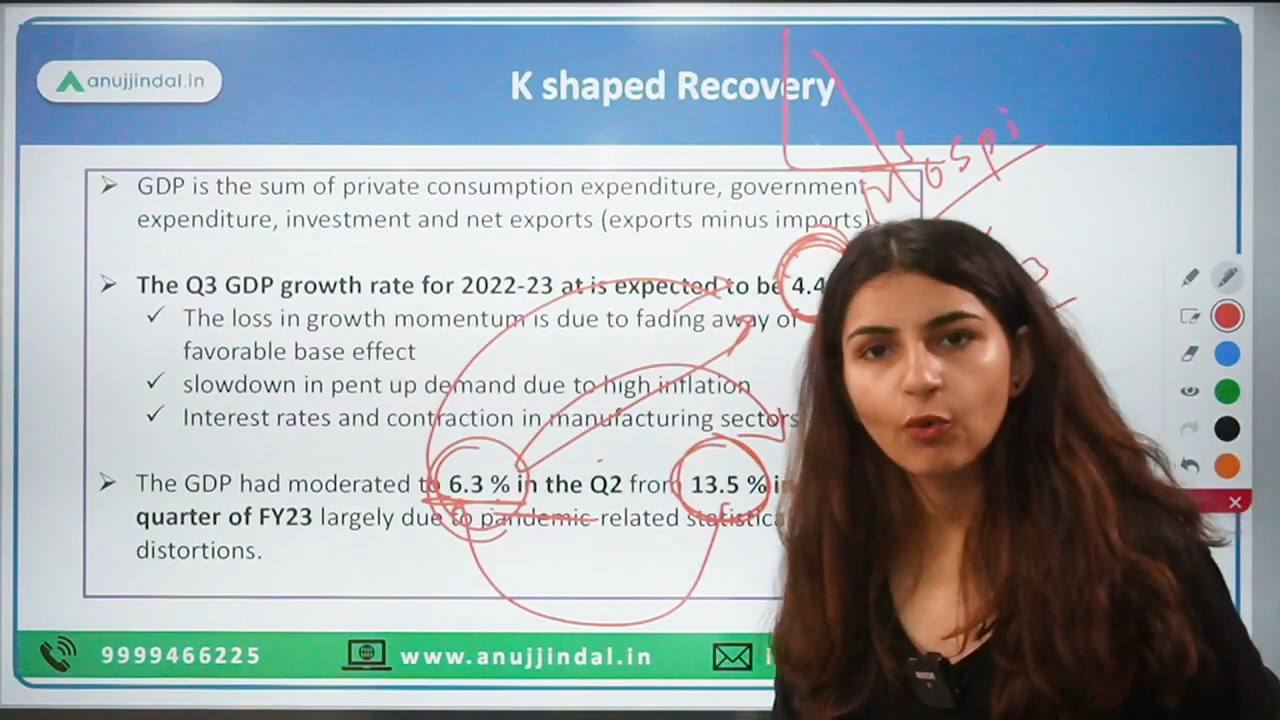 anujjindal.in
K shaped Recovery
Mospi
➢ GDP is the sum of private consumption expenditure, government
expenditure, investment and net exports (exports minus imports)
➢ The Q3 GDP growth rate for 2022-23 at is expected to be 4.4
✓ The loss in growth momentum is due to fading away of
favorable base effect
✓ slowdown in pent up demand due to high inflation
✓ Interest rates and contraction in manufacturing sectors
➢ The GDP had moderated to 6.3 % in the Q2 from 13.5 %
quarter of FY23 largely due to pandemic-related
distortions.
9999466225
www.anujjindal.in